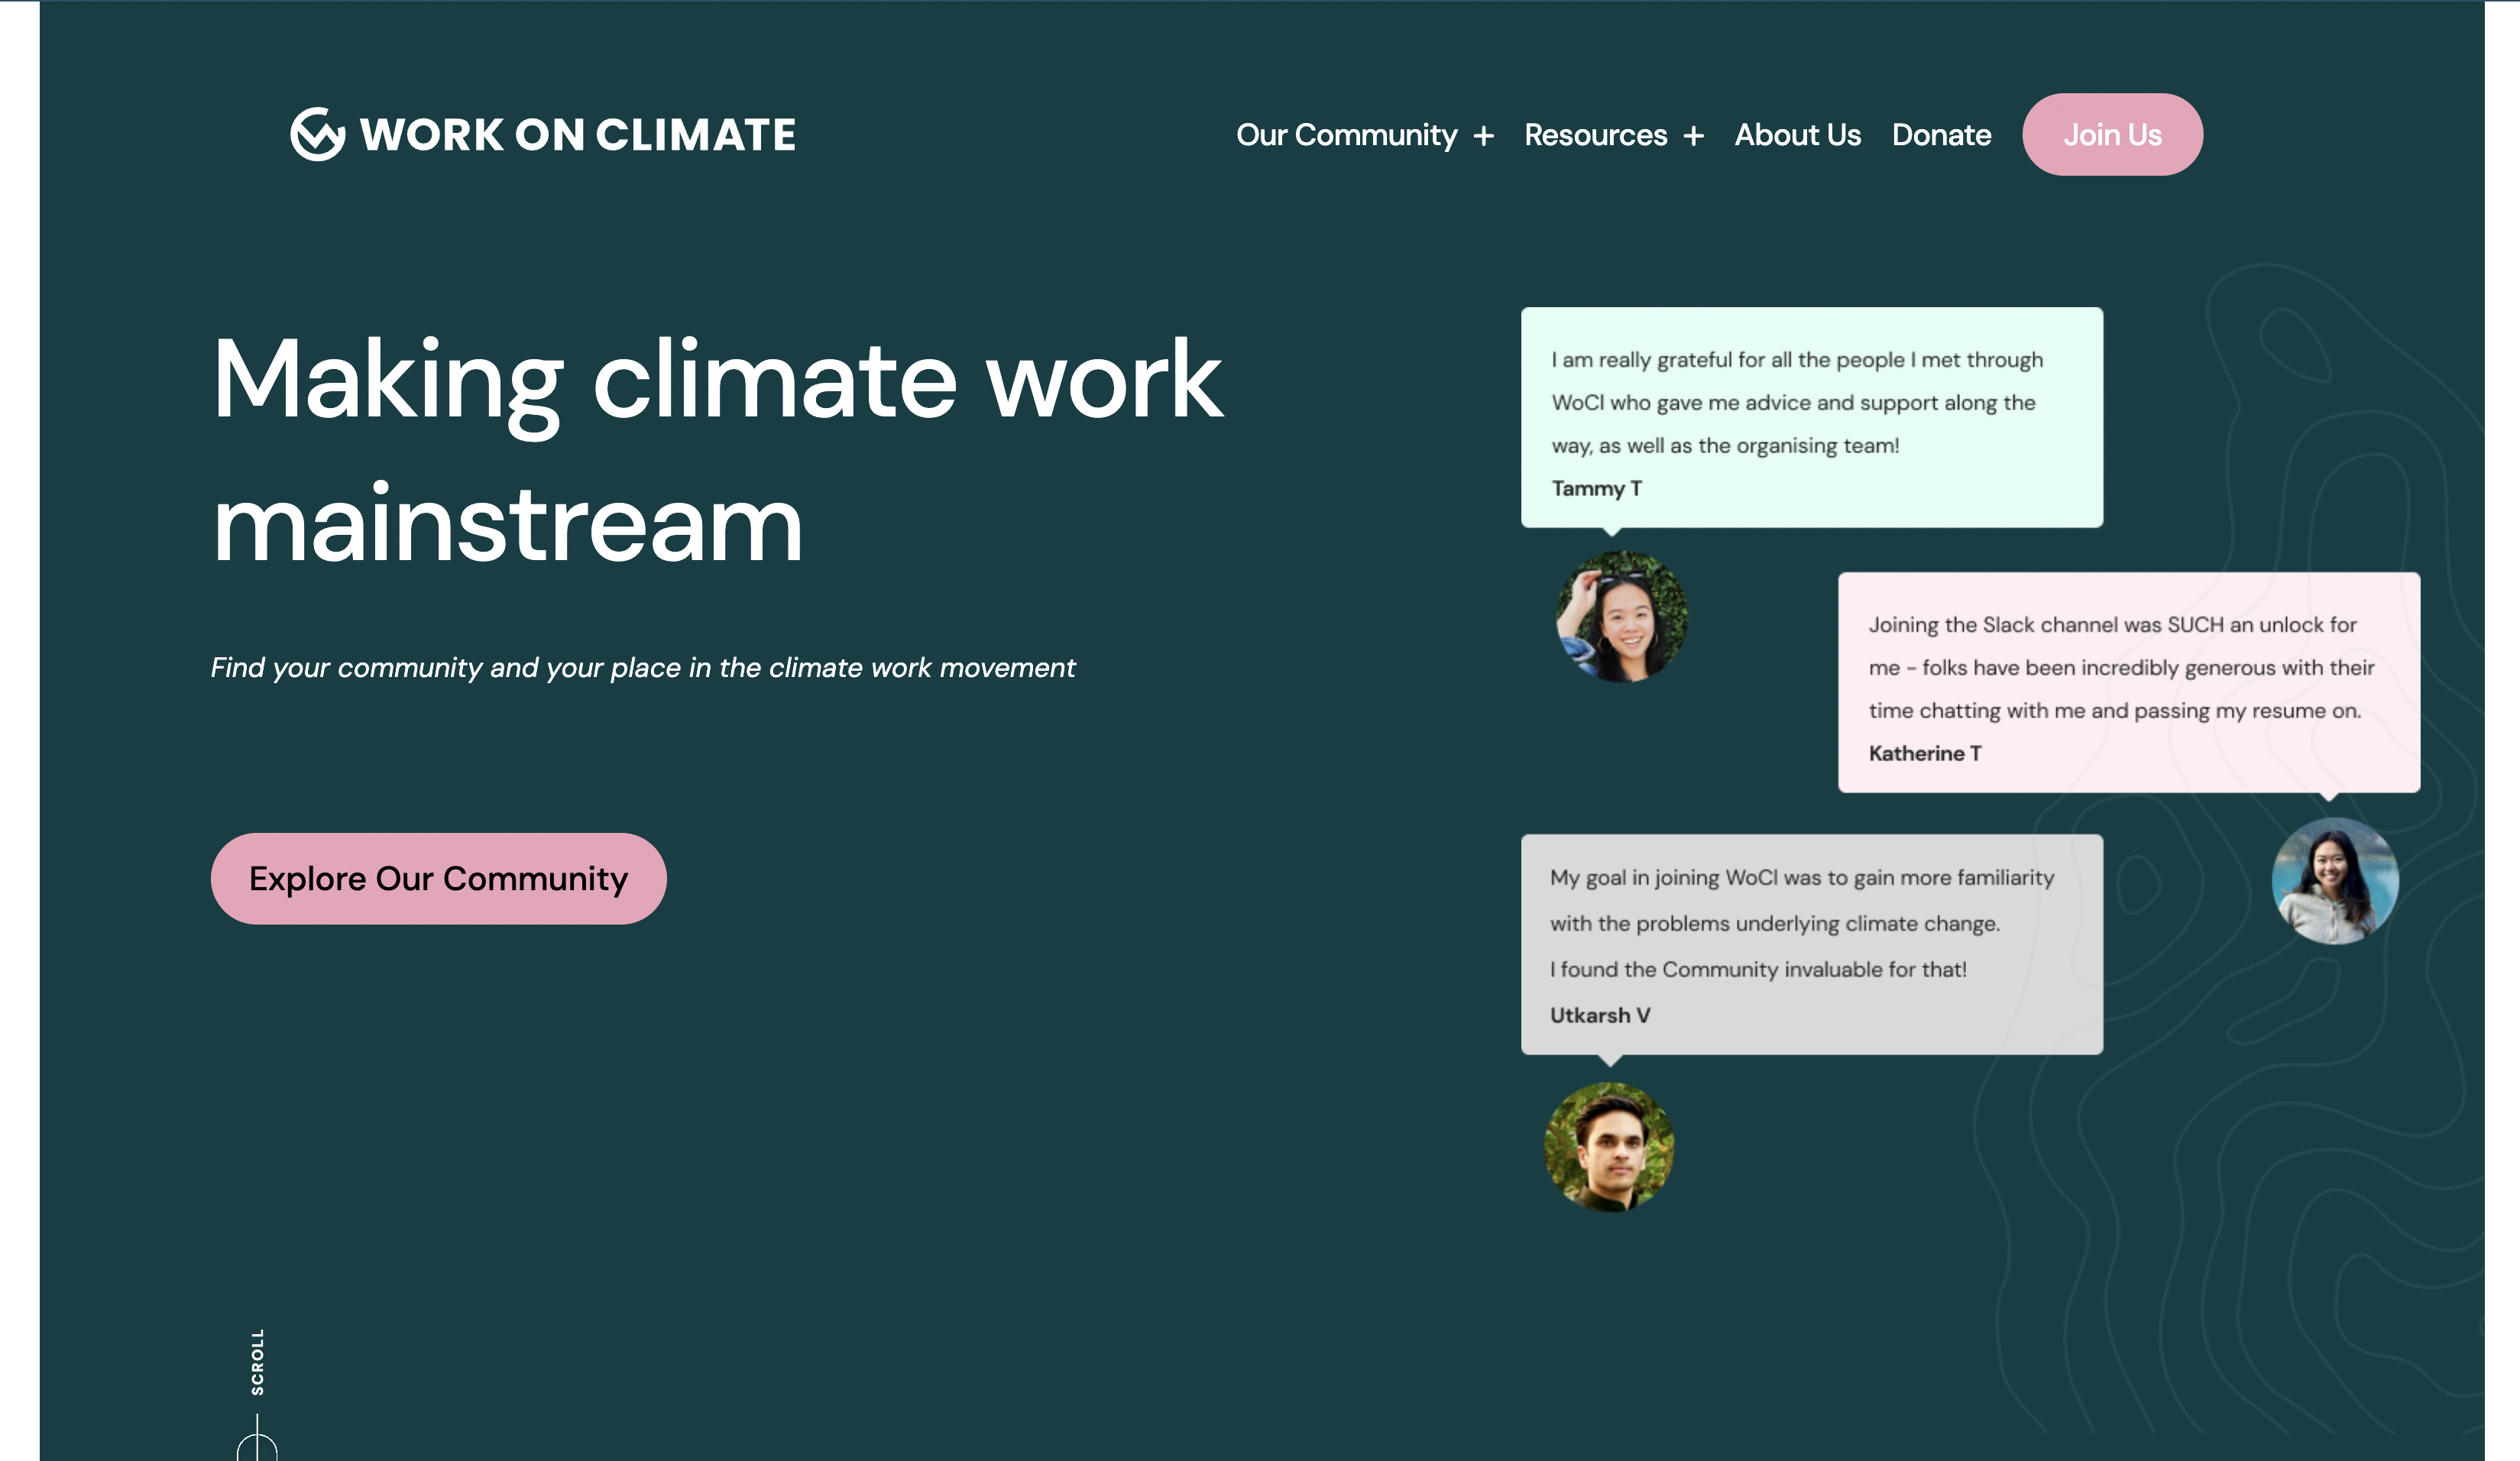 WORK ON CLIMATE
Our Community +
Resources +
About Us
Donate
Join Us
Making climate work
mainstream
Find your community and your place in the climate work movement
Explore Our Community
I am really grateful for all the people I met through
WoCl who gave me advice and support along the
way, as well as the organising team!
Tammy T
Joining the Slack channel was SUCH an unlock for
me - folks have been incredibly generous with their
time chatting with me and passing my resume on.
Katherine T
My goal in joining WoCl was to gain more familiarity
with the problems underlying climate change.
I found the Community invaluable for that!
Utkarsh V
SCROLL